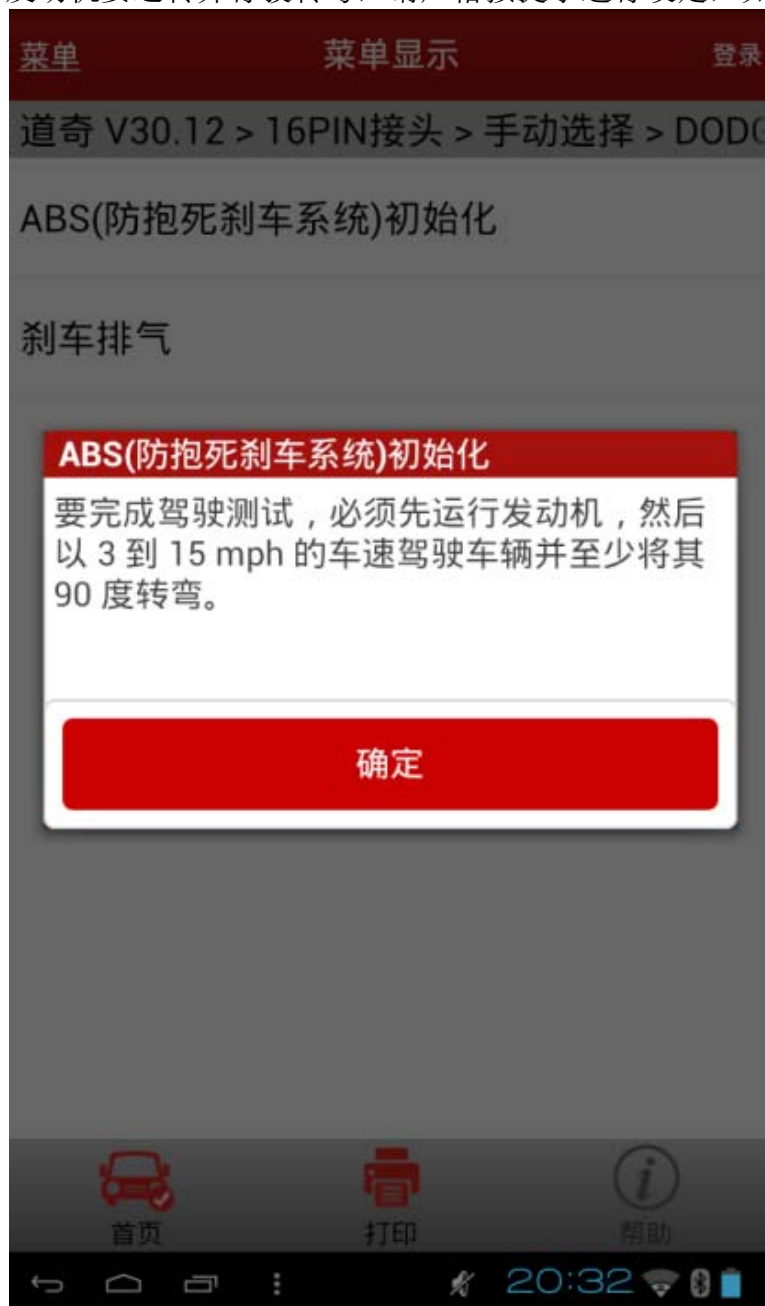 菜单 菜单显示 登录
道奇 V30.12 > 16PIN接头 > 手动选择 > DOD
ABS(防抱死刹车系统)初始化
刹车排气
ABS(防抱死刹车系统)初始化
要完成驾驶测试，必须先运行发动机，然后
以 3 到 15 mph 的车速驾驶车辆并至少将其
90 度转弯。
确定
首页 打印 帮助
20:32